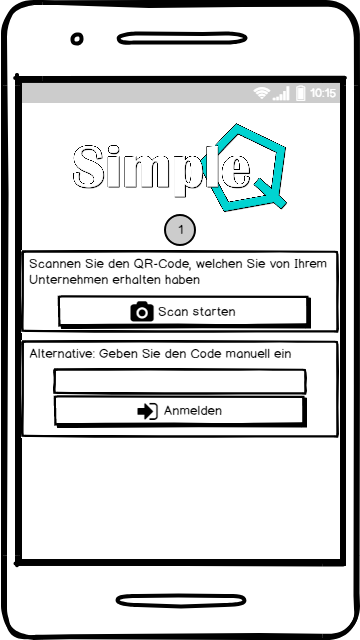 10:15
SimpleQ
1
Scannen Sie den QR-Code, welchen Sie von Ihrem
Unternehmen erhalten haben
Scan starten
Alternative: Geben Sie den Code manuell ein
Anmelden